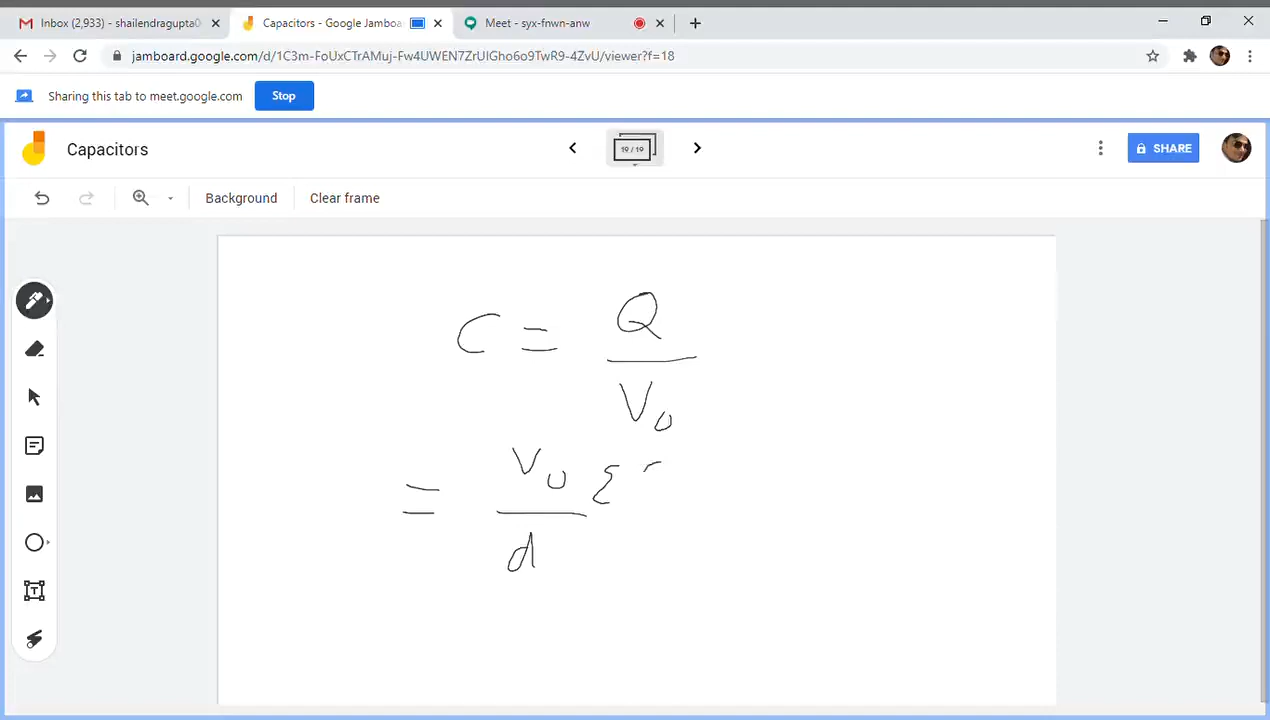 Inbox (2,933) - shailendragupta0
Capacitors - Google Jamboa
Meet - syx-fnwn-anw
jamboard.google.com/d/1C3m-FoUxCTrAMuj-Fw4UWEN7ZrUIGho6o9TwR9-4ZvU/viewer?f=18
Sharing this tab to meet.google.com Stop
Capacitors
19 / 19
SHARE
Background Clear frame
C = Q
V₀
= V₀ ε
d